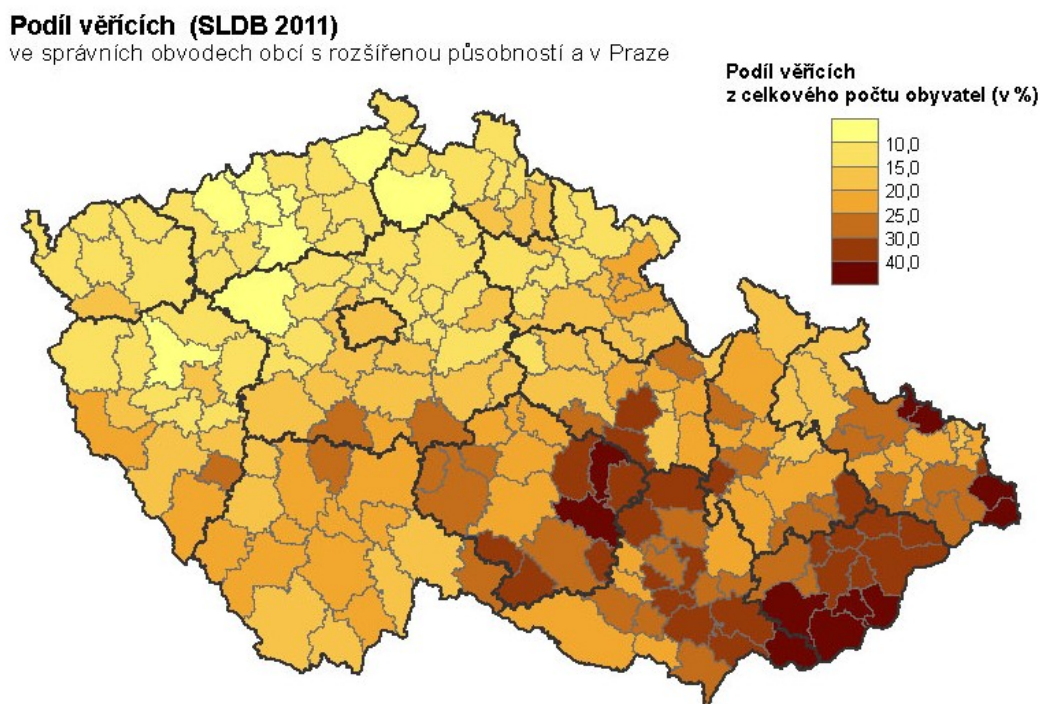 Podíl věřících (SLDB 2011)
ve správních obvodech obcí s rozšířenou působností a v Praze
Podíl věřících
z celkového počtu obyvatel (v %)
10,0
15,0
20,0
25,0
30,0
40,0